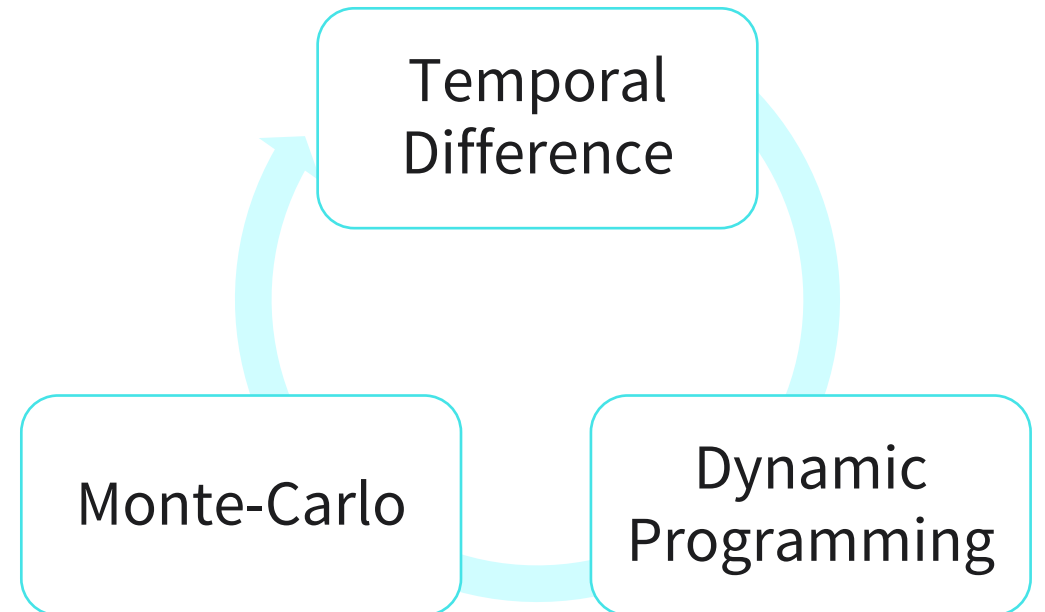 Temporal
Difference
Monte-Carlo
Dynamic
Programming